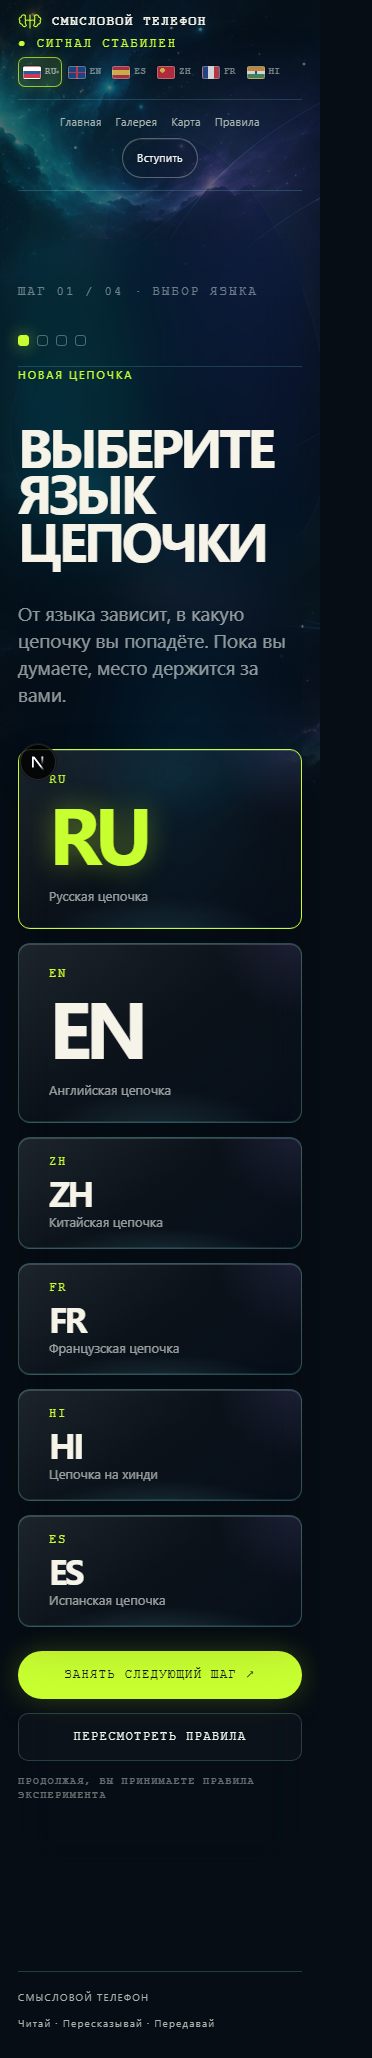 СМЫСЛОВОЙ ТЕЛЕФОН
СИГНАЛ СТАБИЛЕН
RU EN ES ZH FR HI
Главная Галерея Карта Правила
Вступить
ШАГ 01 / 04 · ВЫБОР ЯЗЫКА
НОВАЯ ЦЕПОЧКА
ВЫБЕРИТЕ
ЯЗЫК
ЦЕПОЧКИ
От языка зависит, в какую
цепочку вы попадёте. Пока вы
думаете, место держится за
вами.
N
RU
RU
Русская цепочка
EN
EN
Английская цепочка
ZH
ZH
Китайская цепочка
FR
FR
Французская цепочка
HI
HI
Цепочка на хинди
ES
ES
Испанская цепочка
ЗАНЯТЬ СЛЕДУЮЩИЙ ШАГ ↗
ПЕРЕСМОТРЕТЬ ПРАВИЛА
ПРОДОЛЖАЯ, ВЫ ПРИНИМАЕТЕ ПРАВИЛА
ЭКСПЕРИМЕНТА
СМЫСЛОВОЙ ТЕЛЕФОН
Читай · Пересказывай · Передавай